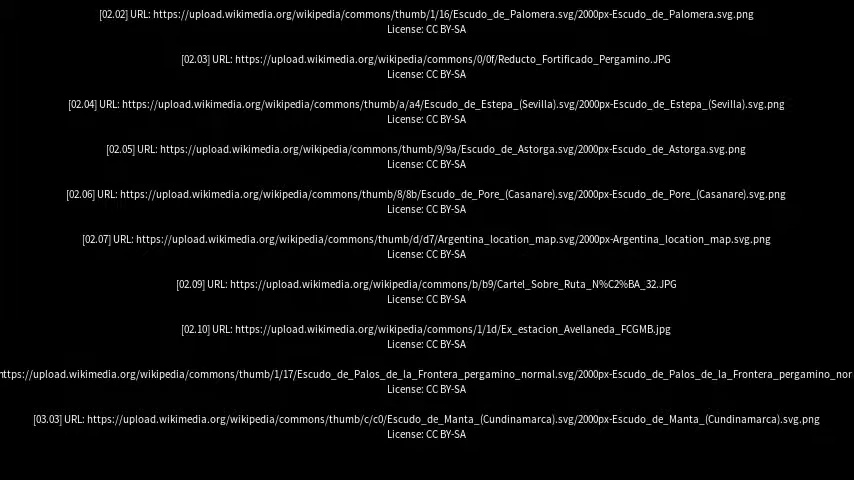 [02.02] URL: https://upload.wikimedia.org/wikipedia/commons/thumb/1/16/Escudo_de_Palomera.svg/2000px-Escudo_de_Palomera.svg.png
License: CC BY-SA
[02.03] URL: https://upload.wikimedia.org/wikipedia/commons/0/0f/Reducto_Fortificado_Pergamino.JPG
License: CC BY-SA
[02.04] URL: https://upload.wikimedia.org/wikipedia/commons/thumb/a/a4/Escudo_de_Estepa_(Sevilla).svg/2000px-Escudo_de_Estepa_(Sevilla).svg.png
License: CC BY-SA
[02.05] URL: https://upload.wikimedia.org/wikipedia/commons/thumb/9/9a/Escudo_de_Astorga.svg/2000px-Escudo_de_Astorga.svg.png
License: CC BY-SA
[02.06] URL: https://upload.wikimedia.org/wikipedia/commons/thumb/8/8b/Escudo_de_Pore_(Casanare).svg/2000px-Escudo_de_Pore_(Casanare).svg.png
License: CC BY-SA
[02.07] URL: https://upload.wikimedia.org/wikipedia/commons/thumb/d/d7/Argentina_location_map.svg/2000px-Argentina_location_map.svg.png
License: CC BY-SA
[02.09] URL: https://upload.wikimedia.org/wikipedia/commons/b/b9/Cartel_Sobre_Ruta_N%C2%BA_32.JPG
License: CC BY-SA
[02.10] URL: https://upload.wikimedia.org/wikipedia/commons/1/1d/Ex_estacion_Avellaneda_FCGMB.jpg
License: CC BY-SA
https://upload.wikimedia.org/wikipedia/commons/thumb/1/17/Escudo_de_Palos_de_la_Frontera_pergamino_normal.svg/2000px-Escudo_de_Palos_de_la_Frontera_pergamino_nor
License: CC BY-SA
[03.03] URL: https://upload.wikimedia.org/wikipedia/commons/thumb/c/c0/Escudo_de_Manta_(Cundinamarca).svg/2000px-Escudo_de_Manta_(Cundinamarca).svg.png
License: CC BY-SA